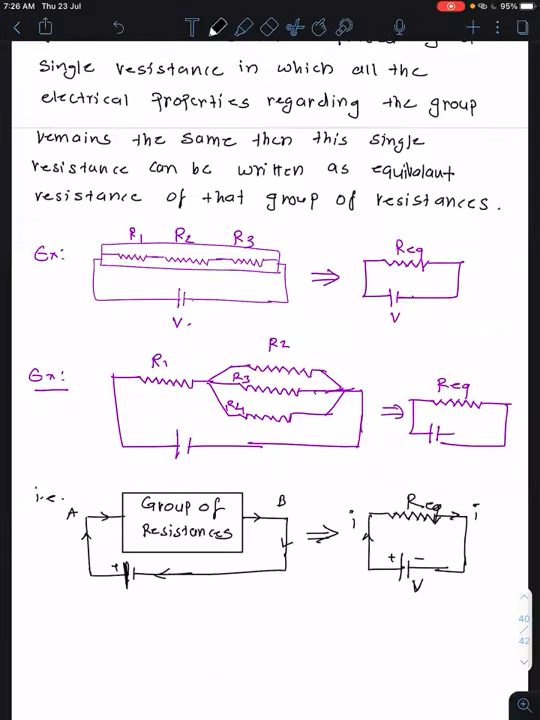 7:26 AM Thu 23 Jul
95%
single resistance in which all the
electrical Properties regarding the group
remains the same then this single
resistance can be written as equivalant
resistance of that group of resistances.
Ex:
R1 R2 R3
V
Req
V
Ex:
R1
R2
R3
R4
Req
i.e.
A
Group of
Resistances
B
+
i
Req
i
+ −
V
40
/
42